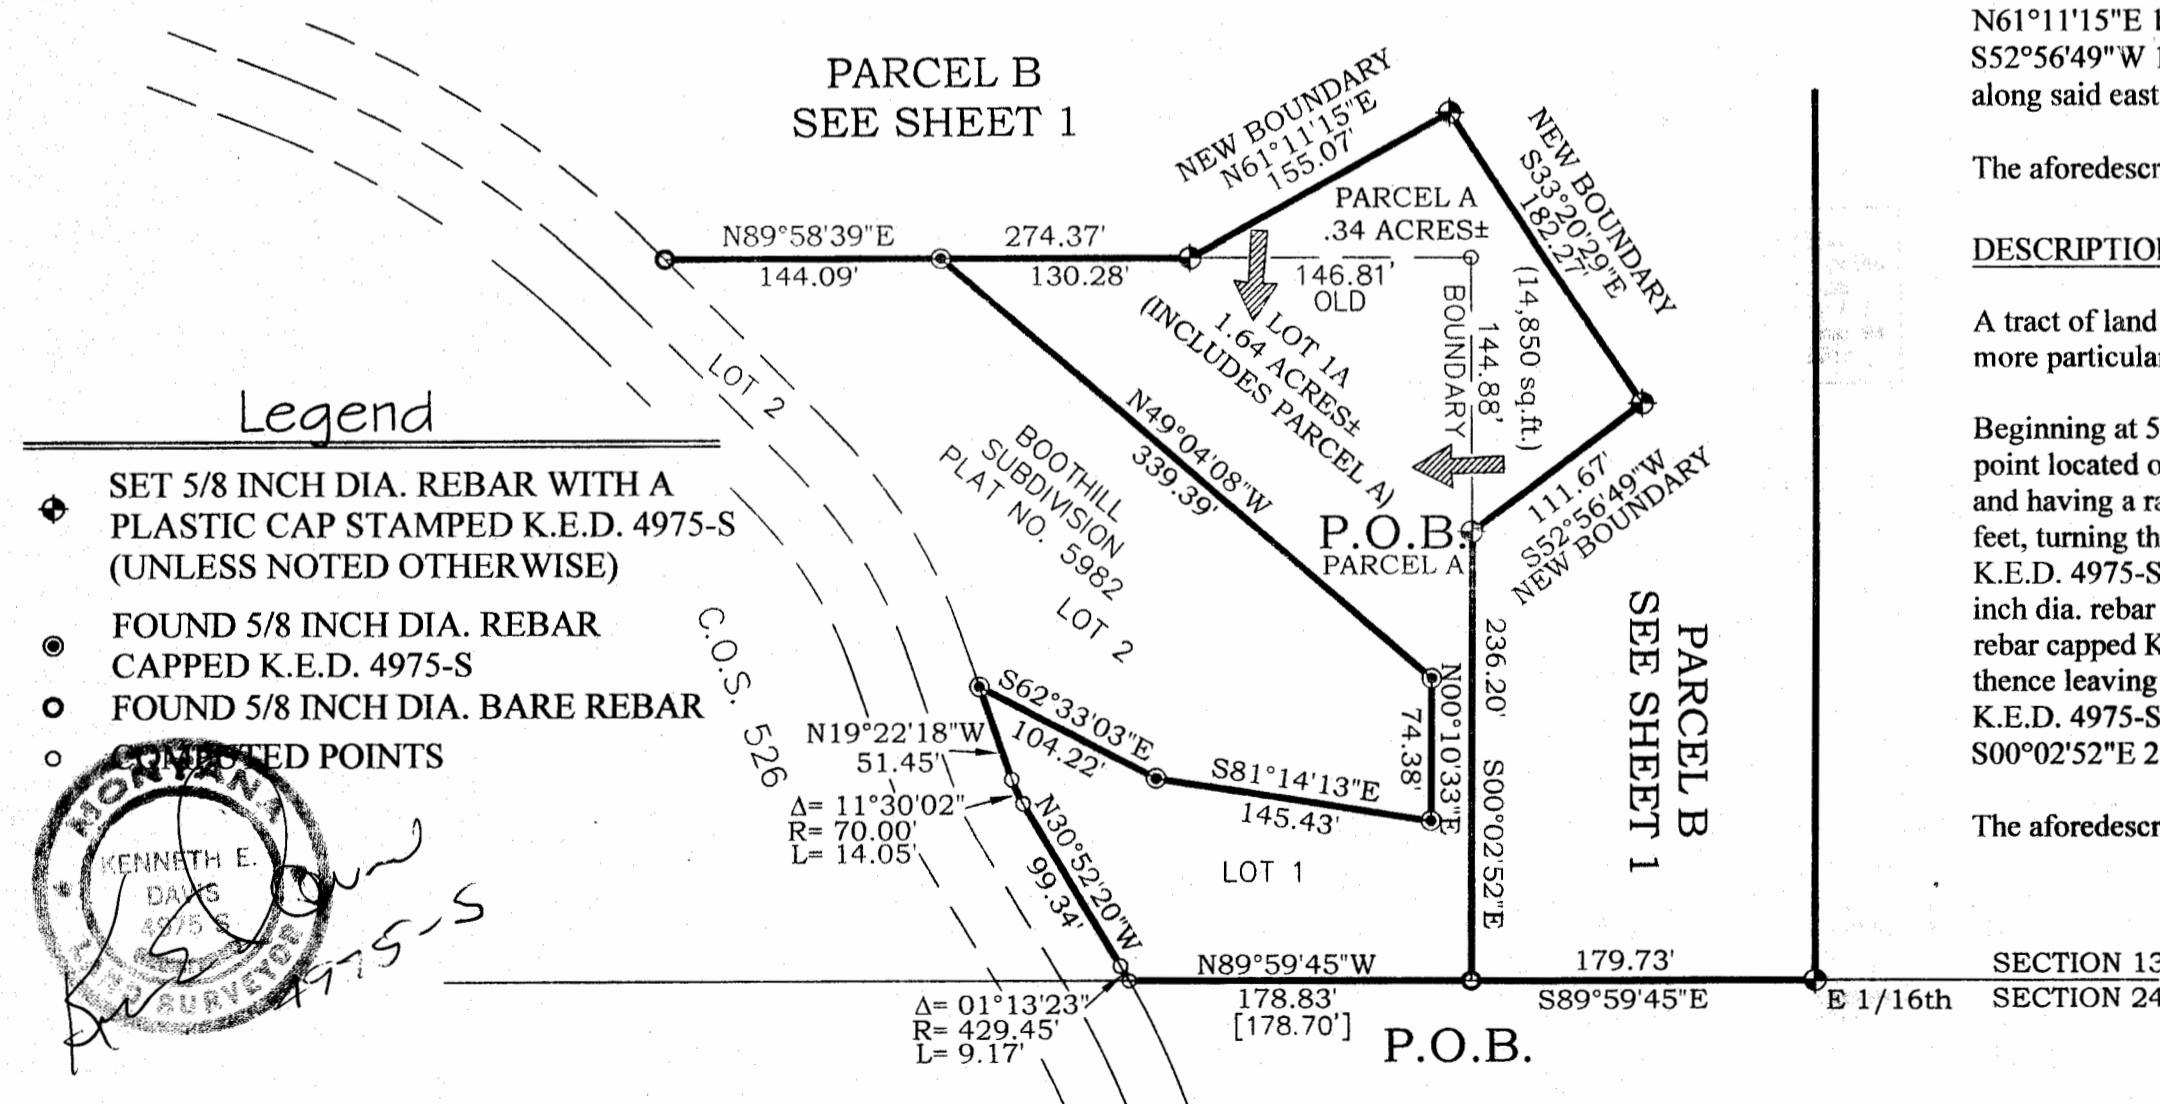 PARCEL B
SEE SHEET 1
NEW BOUNDARY
N61°11'15"E
155.07'
NEW BOUNDARY
S33°20'29"E
182.27'
PARCEL A
.34 ACRES±
(14,850 sq.ft.)
N89°58'39"E
144.09'
274.37'
130.28'
146.81'
OLD
BOUNDARY
144.88'
LOT 1A
1.64 ACRES±
(INCLUDES PARCEL A)
LOT 2
N49°04'08"W
339.39'
BOOTHILL
SUBDIVISION
PLAT NO. 5982
LOT 2
P.O.B.
PARCEL A
111.67'
S52°56'49"W
NEW BOUNDARY
Legend
SET 5/8 INCH DIA. REBAR WITH A
PLASTIC CAP STAMPED K.E.D. 4975-S
(UNLESS NOTED OTHERWISE)
FOUND 5/8 INCH DIA. REBAR
CAPPED K.E.D. 4975-S
FOUND 5/8 INCH DIA. BARE REBAR
COMPUTED POINTS
MONTANA
KENNETH E.
DAVIS
4975 S
SURVEYOR
4975-S
C.O.S. 526
N19°22'18"W
51.45'
S62°33'03"E
104.22'
S81°14'13"E
145.43'
N00°10'33"E
74.38'
236.20' S00°02'52"E
PARCEL B
SEE SHEET 1
Δ= 11°30'02"
R= 70.00'
L= 14.05'
N30°52'20"W
99.34'
LOT 1
N89°59'45"W
178.83'
[178.70']
179.73'
S89°59'45"E
Δ= 01°13'23"
R= 429.45'
L= 9.17'
P.O.B.
E 1/16th
SECTION 13
SECTION 24
N61°11'15"E
S52°56'49"W
along said east
The
A tract of land
Beginning at
point located
and having a
feet, turning
K.E.D. 4975-S
inch dia. rebar
rebar capped
thence leaving
K.E.D. 4975-S
S00°02'52"E
The